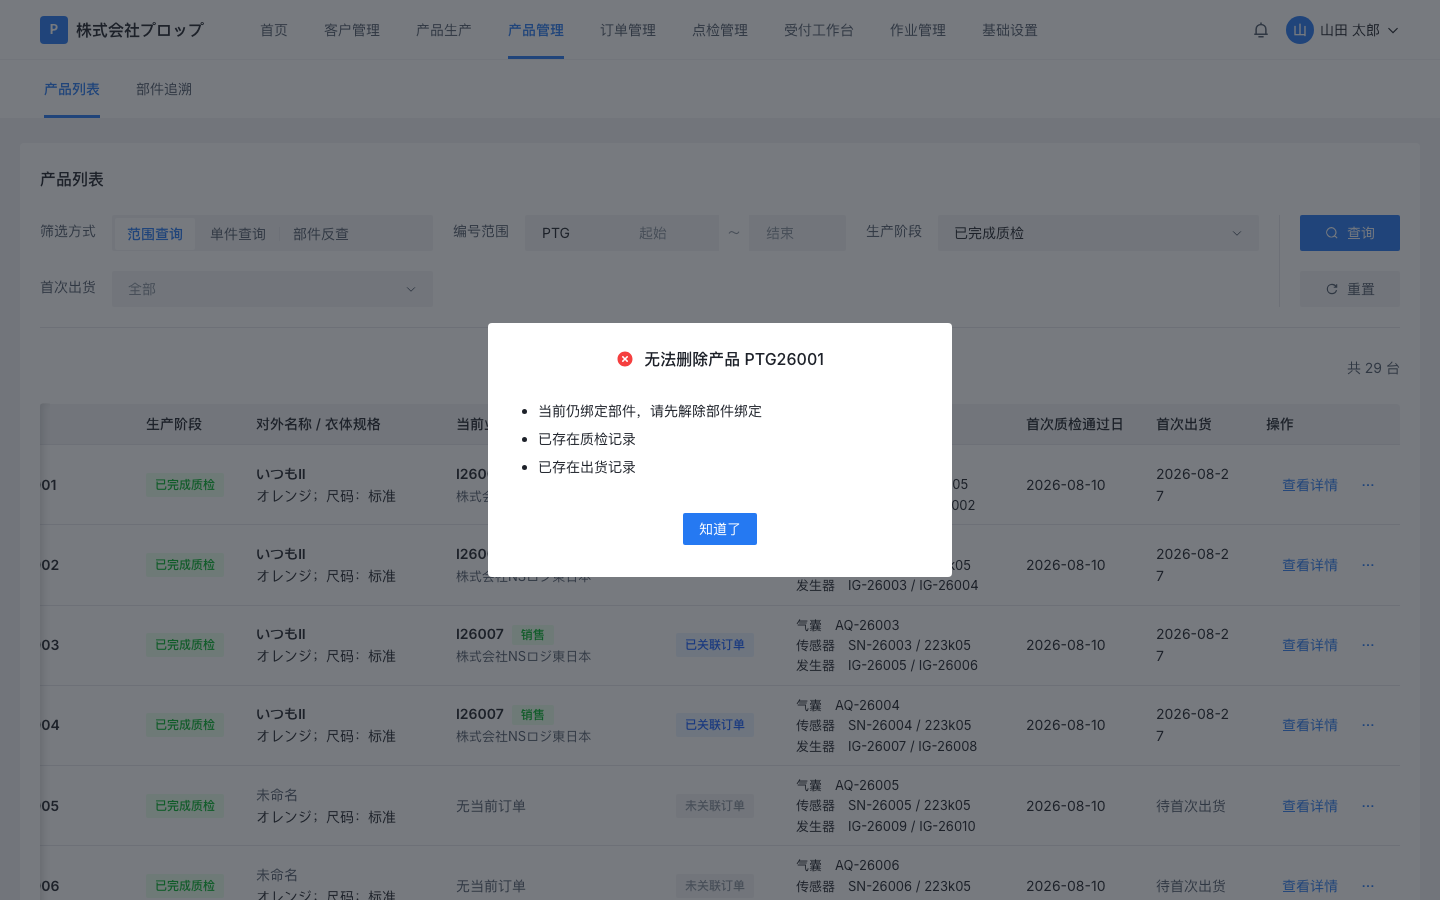 P 株式会社プロップ 首页 客户管理 产品生产 产品管理 订单管理 点检管理 受付工作台 作业管理 基础设置 山 山田 太郎
产品列表 部件追溯
产品列表
筛选方式 范围查询 单件查询 部件反查 编号范围 PTG 起始 ~ 结束 生产阶段 已完成质检 查询
首次出货 全部 重置
无法删除产品 PTG26001
当前仍绑定部件，请先解除部件绑定
已存在质检记录
已存在出货记录
知道了
共 29 台
生产阶段 对外名称 / 衣体规格 首次质检通过日 首次出货 操作
01 已完成质检 いつもII 2026-08-10 2026-08-2 查看详情 ···
オレンジ；尺码：标准 7
02 已完成质检 いつもII 2026-08-10 2026-08-2 查看详情 ···
オレンジ；尺码：标准 株式会社NSロジ東日本 7
发生器 IG-26003 / IG-26004
03 已完成质检 いつもII I26007 销售 已关联订单 气囊 AQ-26003 2026-08-10 2026-08-2 查看详情 ···
オレンジ；尺码：标准 株式会社NSロジ東日本 传感器 SN-26003 / 223k05 7
发生器 IG-26005 / IG-26006
04 已完成质检 いつもII I26007 销售 已关联订单 气囊 AQ-26004 2026-08-10 2026-08-2 查看详情 ···
オレンジ；尺码：标准 株式会社NSロジ東日本 传感器 SN-26004 / 223k05 7
发生器 IG-26007 / IG-26008
05 已完成质检 未命名 无当前订单 未关联订单 气囊 AQ-26005 2026-08-10 待首次出货 查看详情 ···
オレンジ；尺码：标准 传感器 SN-26005 / 223k05
发生器 IG-26009 / IG-26010
06 已完成质检 未命名 无当前订单 未关联订单 气囊 AQ-26006 2026-08-10 待首次出货 查看详情 ···
オレンジ；尺码：标准 传感器 SN-26006 / 223k05